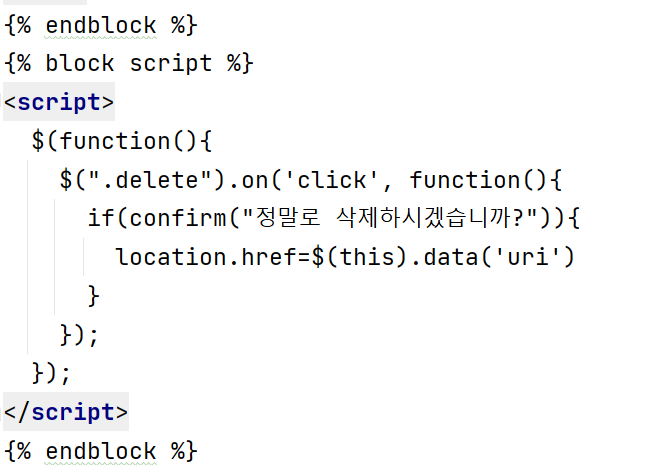 {% endblock %}
{% block script %}
<script>
  $(function(){
    $(".delete").on('click', function(){
      if(confirm("정말로 삭제하시겠습니까?")){
        location.href=$(this).data('uri')
      }
    });
  });
</script>
{% endblock %}